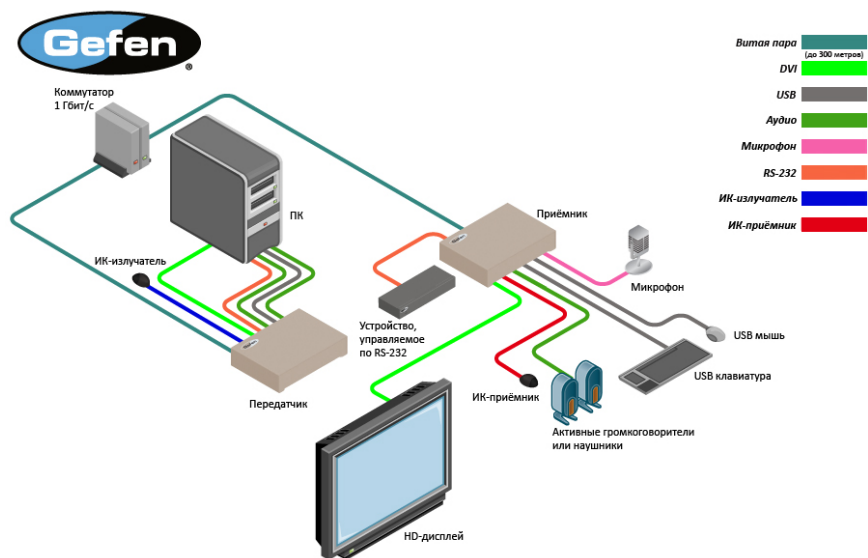 Gefen
®
Коммутатор
1 Гбит/с
ПК
ИК-излучатель
Передатчик
Устройство,
управляемое
по RS-232
Приёмник
Микрофон
USB мышь
USB клавиатура
ИК-приёмник
Активные громкоговорители
или наушники
HD-дисплей
Витая пара
(до 300 метров)
DVI
USB
Аудио
Микрофон
RS-232
ИК-излучатель
ИК-приёмник